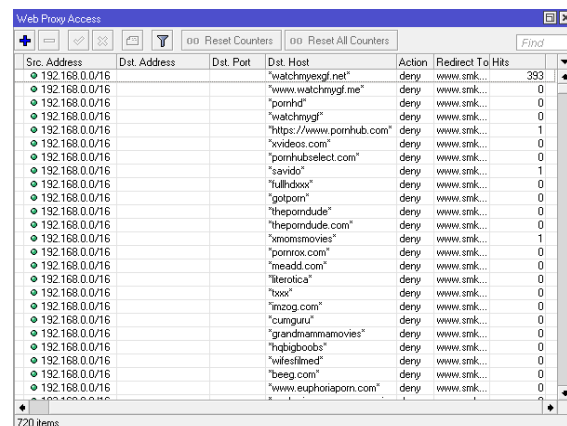 Web Proxy Access
00 Reset Counters 00 Reset All Counters Find
Src. Address Dst. Address Dst. Port Dst. Host Action Redirect To Hits
192.168.0.0/16 *watchmyexgf.net* deny www.smk... 393
192.168.0.0/16 *www.watchmygf.me* deny www.smk... 0
192.168.0.0/16 *pornhd* deny www.smk... 0
192.168.0.0/16 *watchmygf* deny www.smk... 0
192.168.0.0/16 *https://www.pornhub.com* deny www.smk... 1
192.168.0.0/16 *xvideos.com* deny www.smk... 0
192.168.0.0/16 *pornhubselect.com* deny www.smk... 0
192.168.0.0/16 *savido* deny www.smk... 1
192.168.0.0/16 *fullhdxxx* deny www.smk... 0
192.168.0.0/16 *gotporn* deny www.smk... 0
192.168.0.0/16 *theporndude* deny www.smk... 0
192.168.0.0/16 *theporndude.com* deny www.smk... 0
192.168.0.0/16 *xmomsmovies* deny www.smk... 1
192.168.0.0/16 *pornrox.com* deny www.smk... 0
192.168.0.0/16 *meadd.com* deny www.smk... 0
192.168.0.0/16 *literotica* deny www.smk... 0
192.168.0.0/16 *txxx* deny www.smk... 0
192.168.0.0/16 *imzog.com* deny www.smk... 0
192.168.0.0/16 *cumguru* deny www.smk... 0
192.168.0.0/16 *grandmammamovies* deny www.smk... 0
192.168.0.0/16 *hqbigboobs* deny www.smk... 0
192.168.0.0/16 *wifesfilmed* deny www.smk... 0
192.168.0.0/16 *beeg.com* deny www.smk... 0
192.168.0.0/16 *www.euphoriaporn.com* deny www.smk... 0
720 items